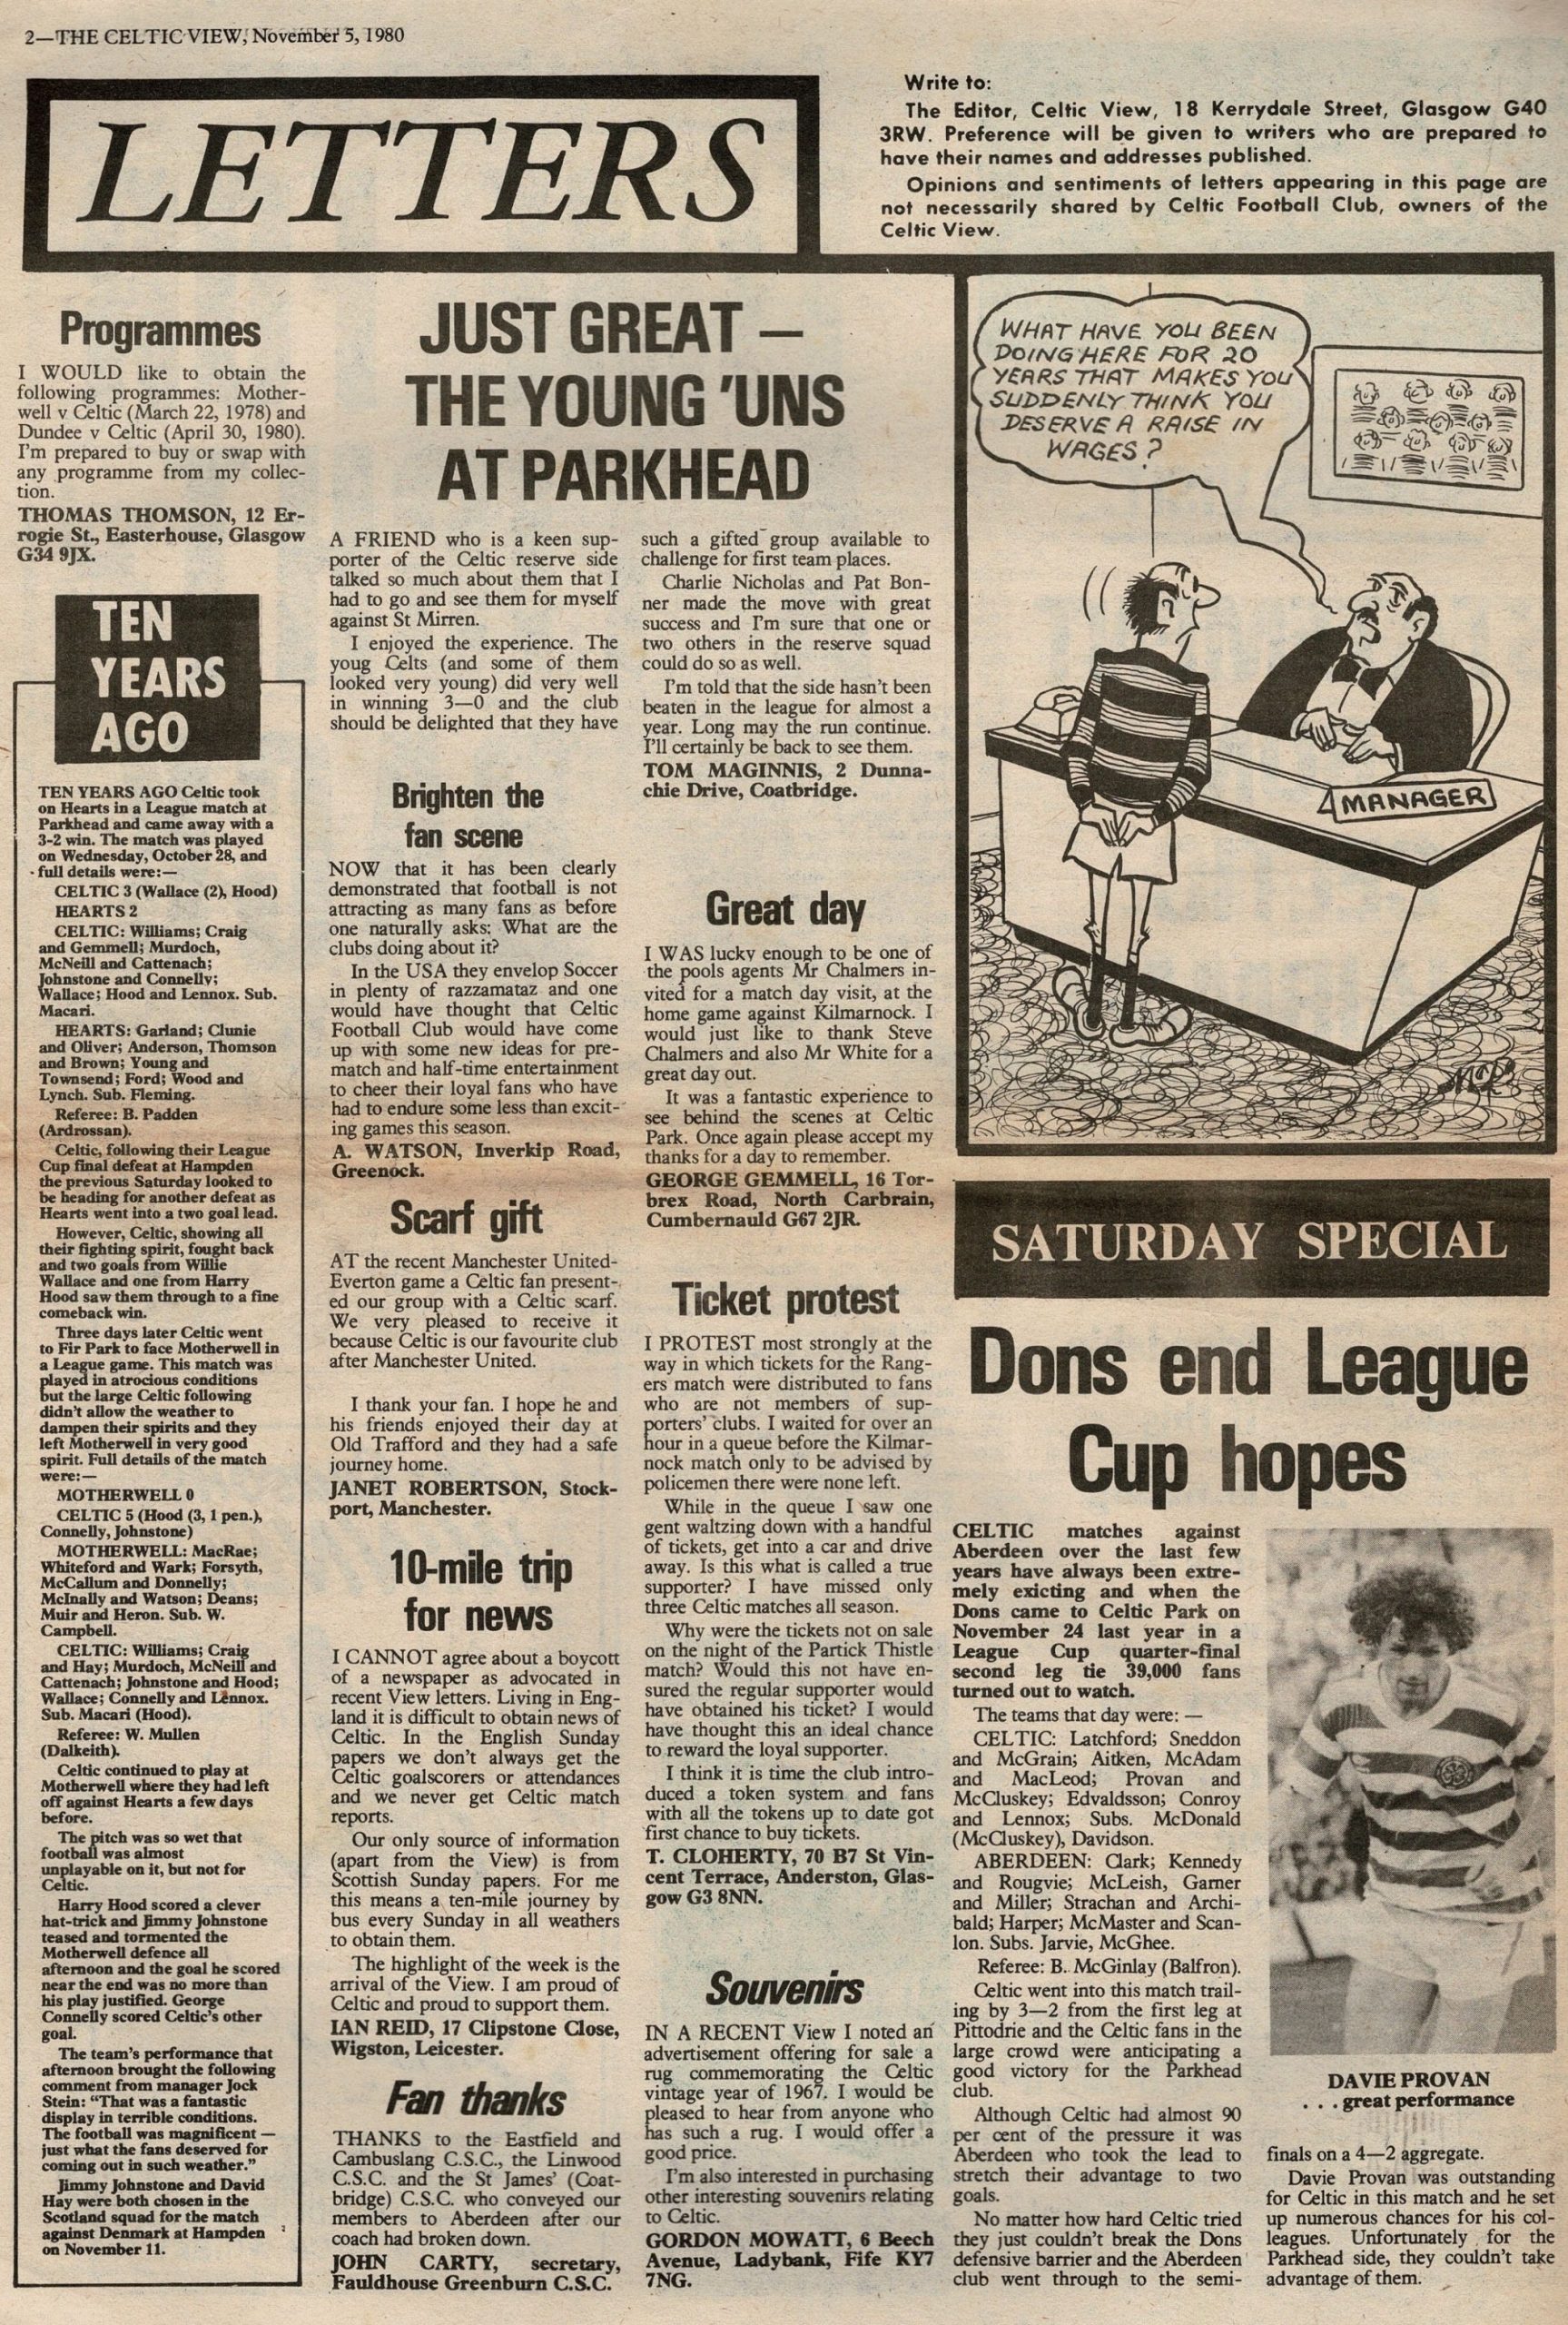 2—THE CELTIC VIEW, November 5, 1980
LETTERS
Write to:
The Editor, Celtic View, 18 Kerrydale Street, Glasgow G40
3RW. Preference will be given to writers who are prepared to
have their names and addresses published.
Opinions and sentiments of letters appearing in this page are
not necessarily shared by Celtic Football Club, owners of the
Celtic View.
Programmes
I WOULD like to obtain the
following programmes: Mother-
well v Celtic (March 22, 1978) and
Dundee v Celtic (April 30, 1980).
I'm prepared to buy or swap with
any programme from my collec-
tion.
THOMAS THOMSON, 12 Er-
rogie St., Easterhouse, Glasgow
G34 9JX.
TEN
YEARS
AGO
TEN YEARS AGO Celtic took
on Hearts in a League match at
Parkhead and came away with a
3-2 win. The match was played
on Wednesday, October 28, and
full details were:—
CELTIC 3 (Wallace (2), Hood)
HEARTS 2
CELTIC: Williams; Craig
and Gemmell; Murdoch,
McNeill and Cattenach;
Johnstone and Connelly;
Wallace; Hood and Lennox. Sub.
Macari.
HEARTS: Garland; Clunie
and Oliver; Anderson, Thomson
and Brown; Young and
Townsend; Ford; Wood and
Lynch. Sub. Fleming.
Referee: B. Padden
(Ardrossan).
Celtic, following their League
Cup final defeat at Hampden
the previous Saturday looked to
be heading for another defeat as
Hearts went into a two goal lead.
However, Celtic, showing all
their fighting spirit, fought back
and two goals from Willie
Wallace and one from Harry
Hood saw them through to a fine
comeback win.
Three days later Celtic went
to Fir Park to face Motherwell in
a League game. This match was
played in atrocious conditions
but the large Celtic following
didn't allow the weather to
dampen their spirits and they
left Motherwell in very good
spirit. Full details of the match
were:—
MOTHERWELL 0
CELTIC 5 (Hood (3, 1 pen.),
Connelly, Johnstone)
MOTHERWELL: MacRae;
Whiteford and Wark; Forsyth,
McCallum and Donnelly;
McInally and Watson; Deans;
Muir and Heron. Sub. W.
Campbell.
CELTIC: Williams; Craig
and Hay; Murdoch, McNeill and
Cattenach; Johnstone and Hood;
Wallace; Connelly and Lennox.
Sub. Macari (Hood).
Referee: W. Mullen
(Dalkeith).
Celtic continued to play at
Motherwell where they had left
off against Hearts a few days
before.
The pitch was so wet that
football was almost
unplayable on it, but not for
Celtic.
Harry Hood scored a clever
hat-trick and Jimmy Johnstone
teased and tormented the
Motherwell defence all
afternoon and the goal he scored
near the end was no more than
his play justified. George
Connelly scored Celtic's other
goal.
The team's performance that
afternoon brought the following
comment from manager Jock
Stein: "That was a fantastic
display in terrible conditions.
The football was magnificent —
just what the fans deserved for
coming out in such weather."
Jimmy Johnstone and David
Hay were both chosen in the
Scotland squad for the match
against Denmark at Hampden
on November 11.
JUST GREAT —
THE YOUNG 'UNS
AT PARKHEAD
A FRIEND who is a keen sup-
porter of the Celtic reserve side
talked so much about them that I
had to go and see them for myself
against St Mirren.
I enjoyed the experience. The
youg Celts (and some of them
looked very young) did very well
in winning 3—0 and the club
should be delighted that they have
such a gifted group available to
challenge for first team places.
Charlie Nicholas and Pat Bon-
ner made the move with great
success and I'm sure that one or
two others in the reserve squad
could do so as well.
I'm told that the side hasn't been
beaten in the league for almost a
year. Long may the run continue.
I'll certainly be back to see them.
TOM MAGINNIS, 2 Dunna-
chie Drive, Coatbridge.
Brighten the
fan scene
NOW that it has been clearly
demonstrated that football is not
attracting as many fans as before
one naturally asks: What are the
clubs doing about it?
In the USA they envelop Soccer
in plenty of razzamataz and one
would have thought that Celtic
Football Club would have come
up with some new ideas for pre-
match and half-time entertainment
to cheer their loyal fans who have
had to endure some less than excit-
ing games this season.
A. WATSON, Inverkip Road,
Greenock.
Scarf gift
AT the recent Manchester United-
Everton game a Celtic fan present-
ed our group with a Celtic scarf.
We very pleased to receive it
because Celtic is our favourite club
after Manchester United.
I thank your fan. I hope he and
his friends enjoyed their day at
Old Trafford and they had a safe
journey home.
JANET ROBERTSON, Stock-
port, Manchester.
10-mile trip
for news
I CANNOT agree about a boycott
of a newspaper as advocated in
recent View letters. Living in Eng-
land it is difficult to obtain news of
Celtic. In the English Sunday
papers we don't always get the
Celtic goalscorers or attendances
and we never get Celtic match
reports.
Our only source of information
(apart from the View) is from
Scottish Sunday papers. For me
this means a ten-mile journey by
bus every Sunday in all weathers
to obtain them.
The highlight of the week is the
arrival of the View. I am proud of
Celtic and proud to support them.
IAN REID, 17 Clipstone Close,
Wigston, Leicester.
Fan thanks
THANKS to the Eastfield and
Cambuslang C.S.C., the Linwood
C.S.C. and the St James' (Coat-
bridge) C.S.C. who conveyed our
members to Aberdeen after our
coach had broken down.
JOHN CARTY, secretary,
Fauldhouse Greenburn C.S.C.
Great day
I WAS lucky enough to be one of
the pools agents Mr Chalmers in-
vited for a match day visit, at the
home game against Kilmarnock. I
would just like to thank Steve
Chalmers and also Mr White for a
great day out.
It was a fantastic experience to
see behind the scenes at Celtic
Park. Once again please accept my
thanks for a day to remember.
GEORGE GEMMELL, 16 Tor-
brex Road, North Carbrain,
Cumbernauld G67 2JR.
Ticket protest
I PROTEST most strongly at the
way in which tickets for the Rang-
ers match were distributed to fans
who are not members of sup-
porters' clubs. I waited for over an
hour in a queue before the Kilmar-
nock match only to be advised by
policemen there were none left.
While in the queue I saw one
gent waltzing down with a handful
of tickets, get into a car and drive
away. Is this what is called a true
supporter? I have missed only
three Celtic matches all season.
Why were the tickets not on sale
on the night of the Partick Thistle
match? Would this not have en-
sured the regular supporter would
have obtained his ticket? I would
have thought this an ideal chance
to reward the loyal supporter.
I think it is time the club intro-
duced a token system and fans
with all the tokens up to date got
first chance to buy tickets.
T. CLOHERTY, 70 B7 St Vin-
cent Terrace, Anderston, Glas-
gow G3 8NN.
Souvenirs
IN A RECENT View I noted an
advertisement offering for sale a
rug commemorating the Celtic
vintage year of 1967. I would be
pleased to hear from anyone who
has such a rug. I would offer a
good price.
I'm also interested in purchasing
other interesting souvenirs relating
to Celtic.
GORDON MOWATT, 6 Beech
Avenue, Ladybank, Fife KY7
7NG.
WHAT HAVE YOU BEEN
DOING HERE FOR 20
YEARS THAT MAKES YOU
SUDDENLY THINK YOU
DESERVE A RAISE IN
WAGES?
MANAGER
SATURDAY SPECIAL
Dons end League
Cup hopes
CELTIC matches against
Aberdeen over the last few
years have always been extre-
mely exicting and when the
Dons came to Celtic Park on
November 24 last year in a
League Cup quarter-final
second leg tie 39,000 fans
turned out to watch.
The teams that day were: —
CELTIC: Latchford; Sneddon
and McGrain; Aitken, McAdam
and MacLeod; Provan and
McCluskey; Edvaldsson; Conroy
and Lennox; Subs. McDonald
(McCluskey), Davidson.
ABERDEEN: Clark; Kennedy
and Rougvie; McLeish, Garner
and Miller; Strachan and Archi-
bald; Harper; McMaster and Scan-
lon. Subs. Jarvie, McGhee.
Referee: B. McGinlay (Balfron).
Celtic went into this match trail-
ing by 3—2 from the first leg at
Pittodrie and the Celtic fans in the
large crowd were anticipating a
good victory for the Parkhead
club.
Although Celtic had almost 90
per cent of the pressure it was
Aberdeen who took the lead to
stretch their advantage to two
goals.
No matter how hard Celtic tried
they just couldn't break the Dons
defensive barrier and the Aberdeen
club went through to the semi-
DAVIE PROVAN
. . . great performance
finals on a 4—2 aggregate.
Davie Provan was outstanding
for Celtic in this match and he set
up numerous chances for his col-
leagues. Unfortunately for the
Parkhead side, they couldn't take
advantage of them.